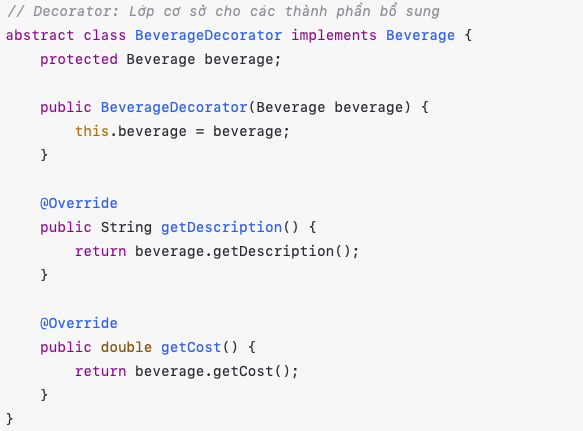 // Decorator: Lớp cơ sở cho các thành phần bổ sung
abstract class BeverageDecorator implements Beverage {
    protected Beverage beverage;

    public BeverageDecorator(Beverage beverage) {
        this.beverage = beverage;
    }

    @Override
    public String getDescription() {
        return beverage.getDescription();
    }

    @Override
    public double getCost() {
        return beverage.getCost();
    }
}